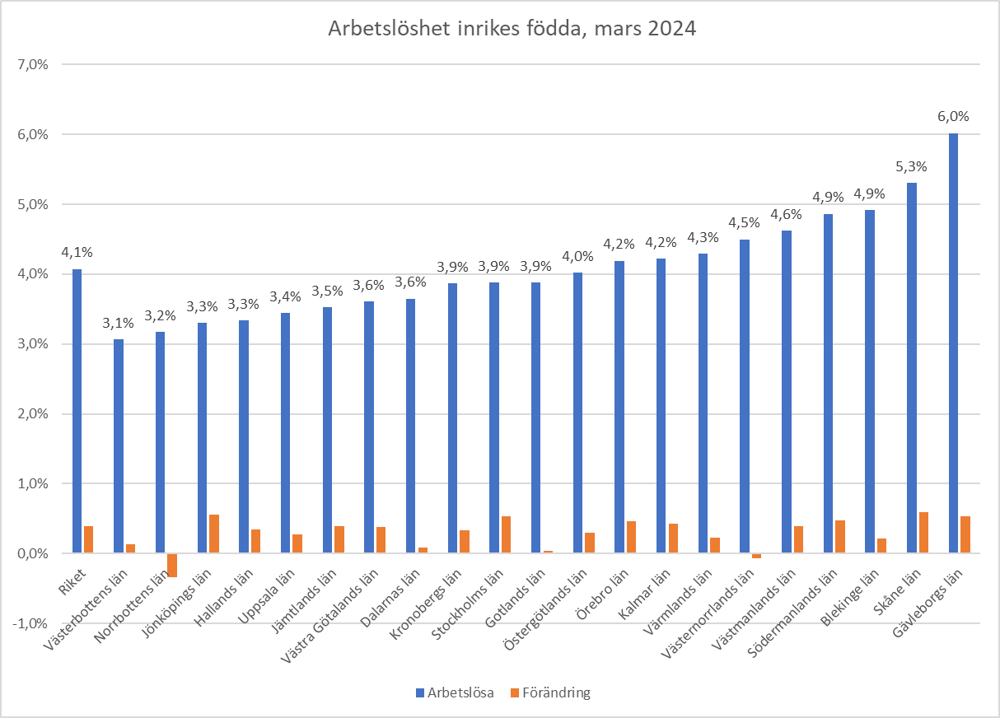 Arbetslöshet inrikes födda, mars 2024
7,0%
6,0%
5,0%
4,0%
3,0%
2,0%
1,0%
0,0%
-1,0%
4,1%
3,1%
3,2%
3,3%
3,3%
3,4%
3,5%
3,6%
3,6%
3,9%
3,9%
3,9%
4,0%
4,2%
4,2%
4,3%
4,5%
4,6%
4,9%
4,9%
5,3%
6,0%
Riket
Västerbottens län
Norrbottens län
Jönköpings län
Hallands län
Uppsala län
Jämtlands län
Västra Götalands län
Dalarnas län
Kronobergs län
Stockholms län
Gotlands län
Östergötlands län
Örebro län
Kalmar län
Värmlands län
Västernorrlands län
Västmanlands län
Södermanlands län
Blekinge län
Skåne län
Gävleborgs län
Arbetslösa
Förändring